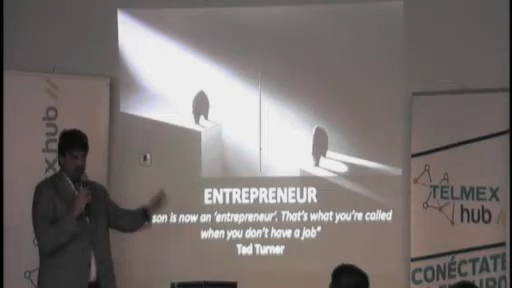 ENTREPRENEUR
son is now an 'entrepreneur'. That's what you're called
when you don't have a job"
Ted Turner
xhub //
TELMEX
hub
CONÉCTATE